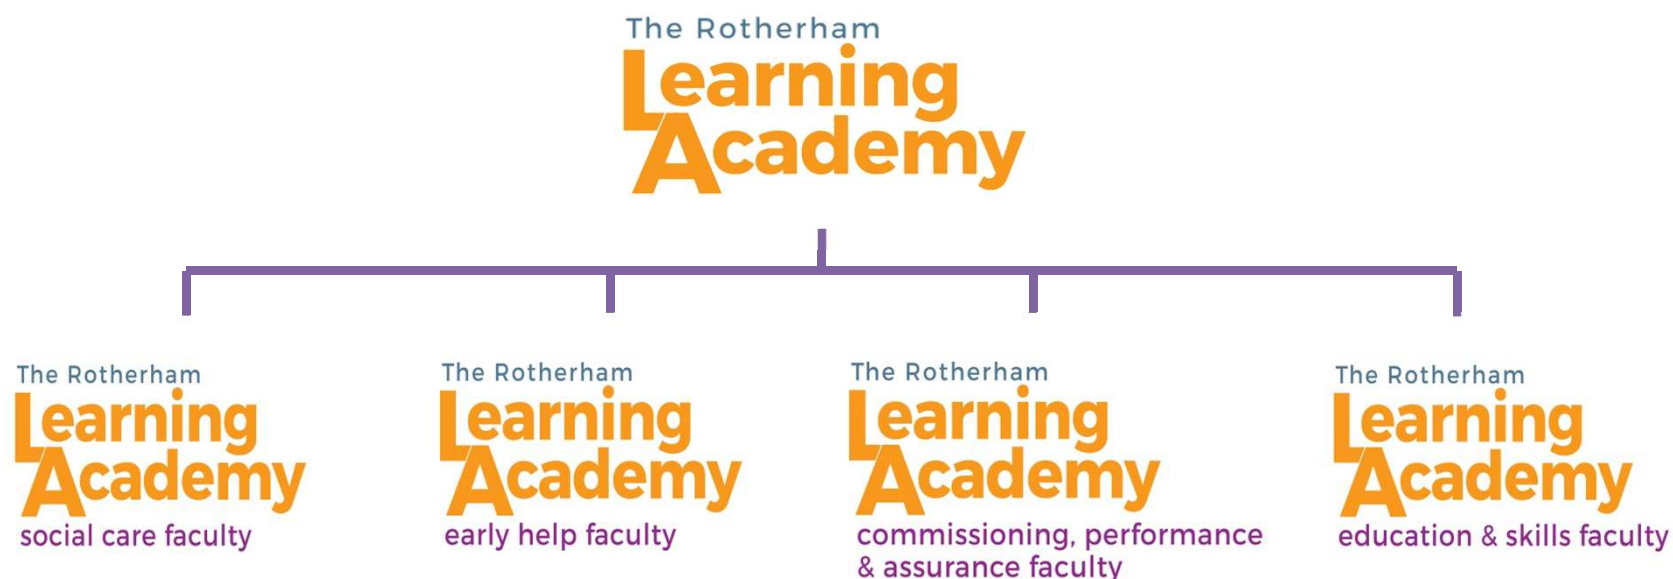 The Rotherham
Learning
Academy
The Rotherham
Learning
Academy
social care faculty
The Rotherham
Learning
Academy
early help faculty
The Rotherham
Learning
Academy
commissioning, performance
& assurance faculty
The Rotherham
Learning
Academy
education & skills faculty